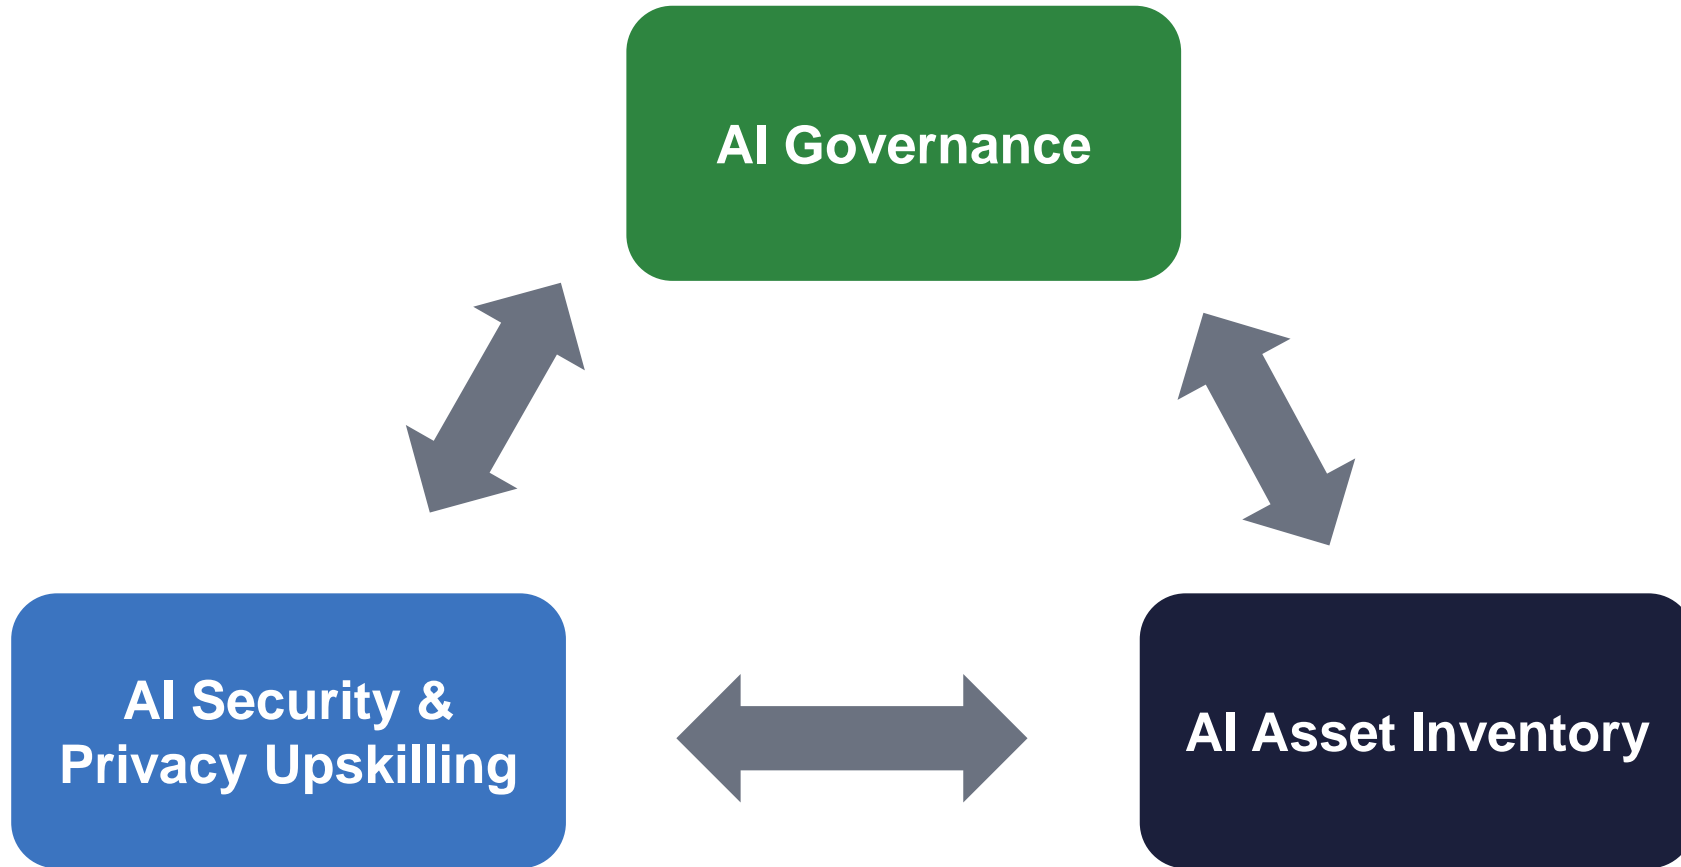 AI Governance
AI Security &
Privacy Upskilling
AI Asset Inventory